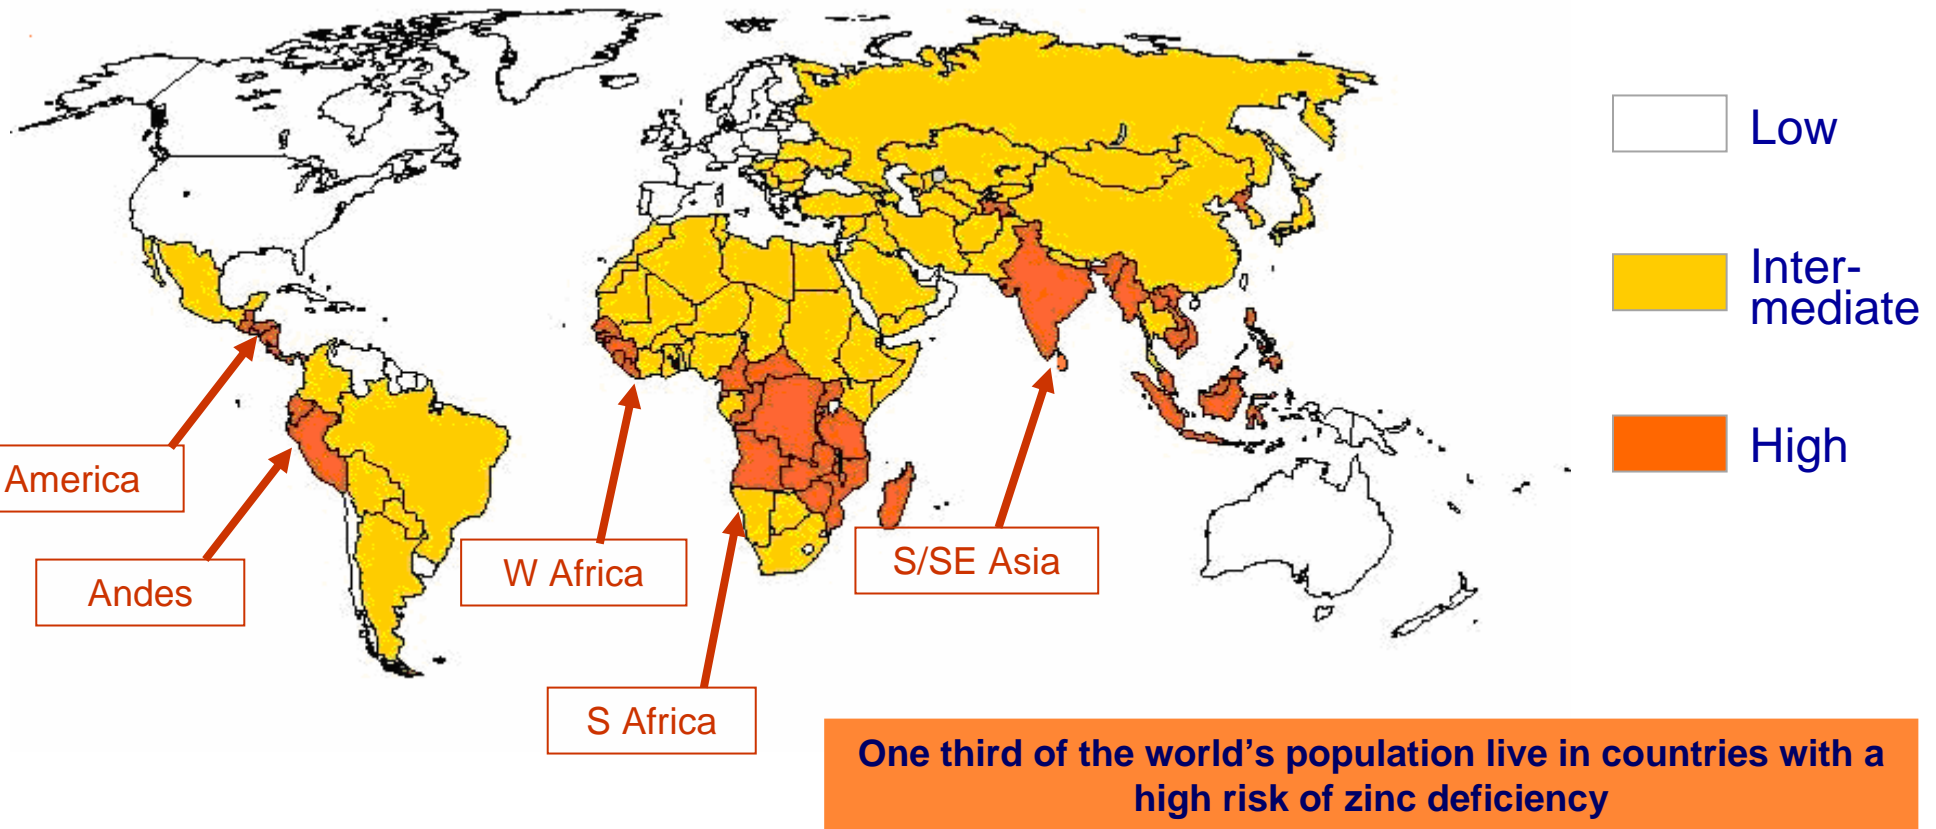 Low
Inter-
mediate
High
America
Andes
W Africa
S/SE Asia
S Africa
One third of the world’s population live in countries with a
high risk of zinc deficiency